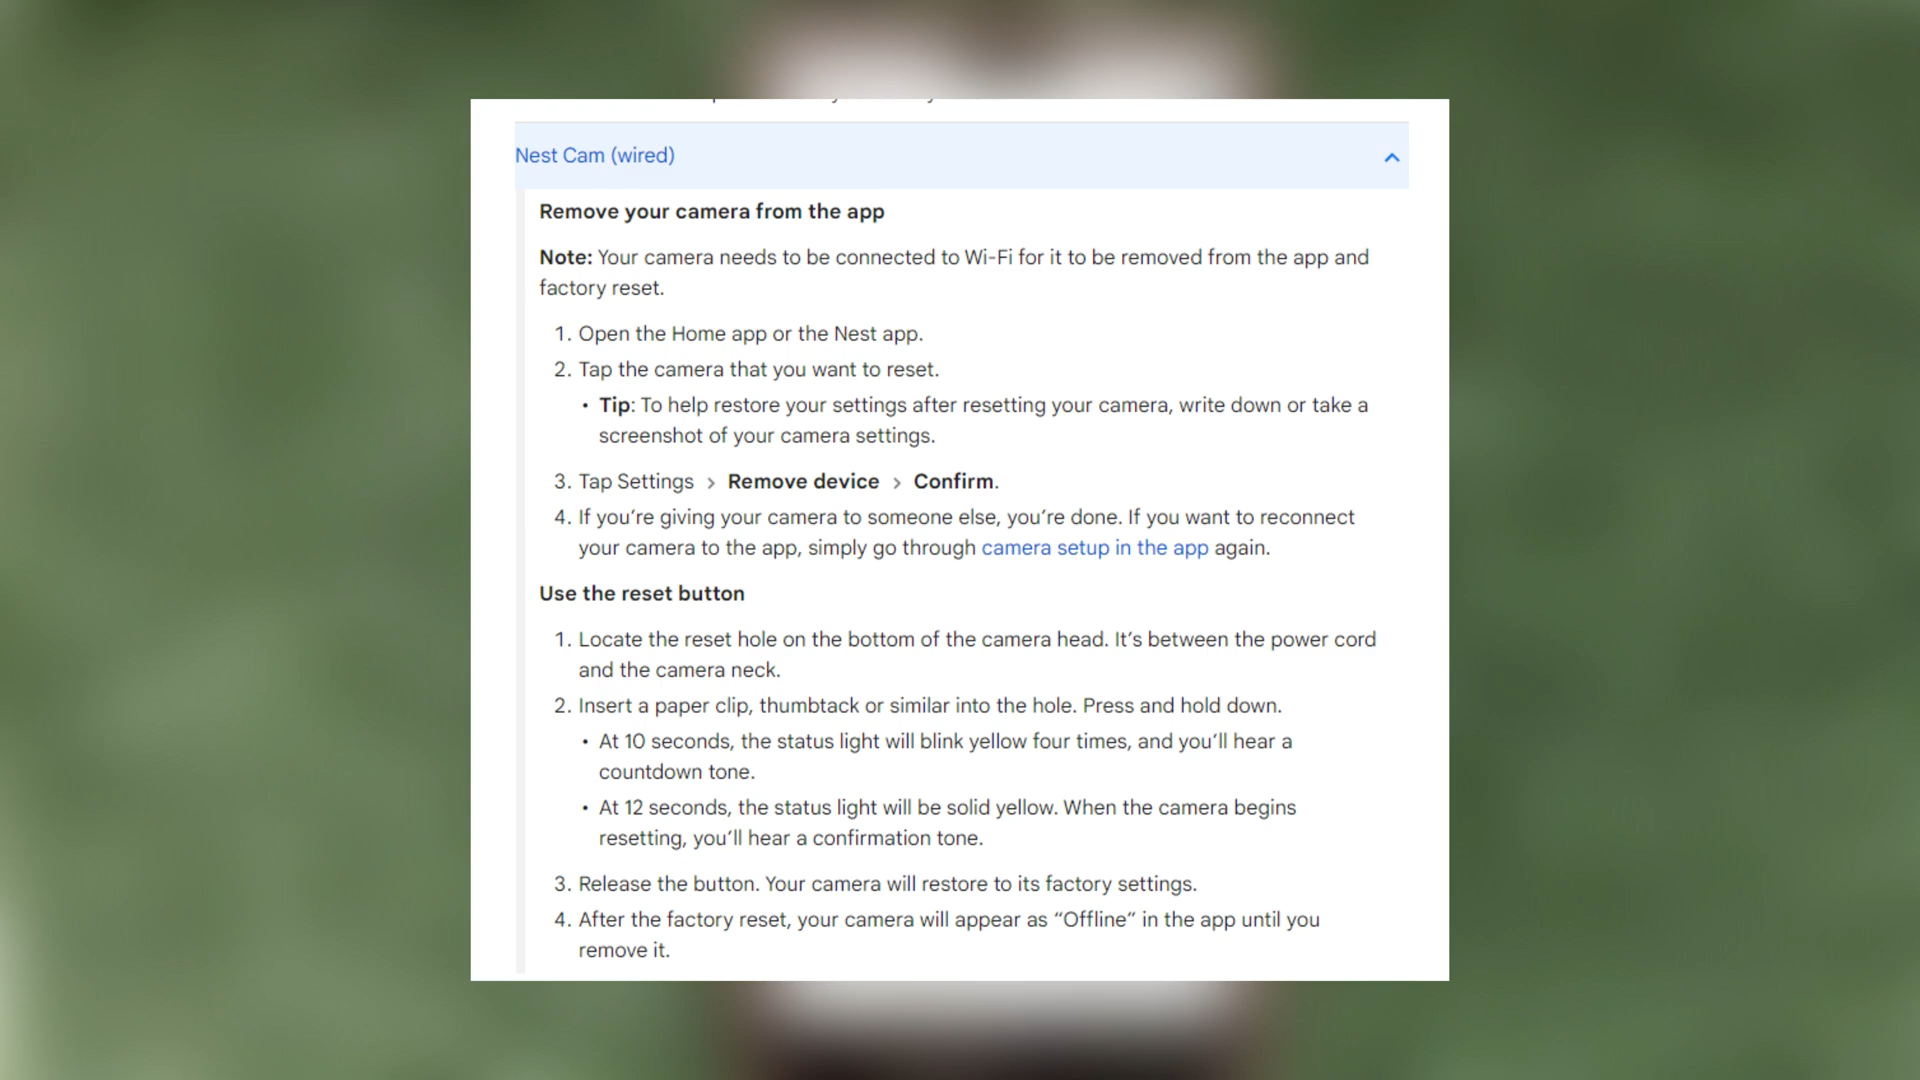 Nest Cam (wired)
Remove your camera from the app
Note: Your camera needs to be connected to Wi-Fi for it to be removed from the app and
factory reset.
1. Open the Home app or the Nest app.
2. Tap the camera that you want to reset.
• Tip: To help restore your settings after resetting your camera, write down or take a
screenshot of your camera settings.
3. Tap Settings > Remove device > Confirm.
4. If you’re giving your camera to someone else, you’re done. If you want to reconnect
your camera to the app, simply go through camera setup in the app again.
Use the reset button
1. Locate the reset hole on the bottom of the camera head. It’s between the power cord
and the camera neck.
2. Insert a paper clip, thumbtack or similar into the hole. Press and hold down.
• At 10 seconds, the status light will blink yellow four times, and you’ll hear a
countdown tone.
• At 12 seconds, the status light will be solid yellow. When the camera begins
resetting, you’ll hear a confirmation tone.
3. Release the button. Your camera will restore to its factory settings.
4. After the factory reset, your camera will appear as “Offline” in the app until you
remove it.